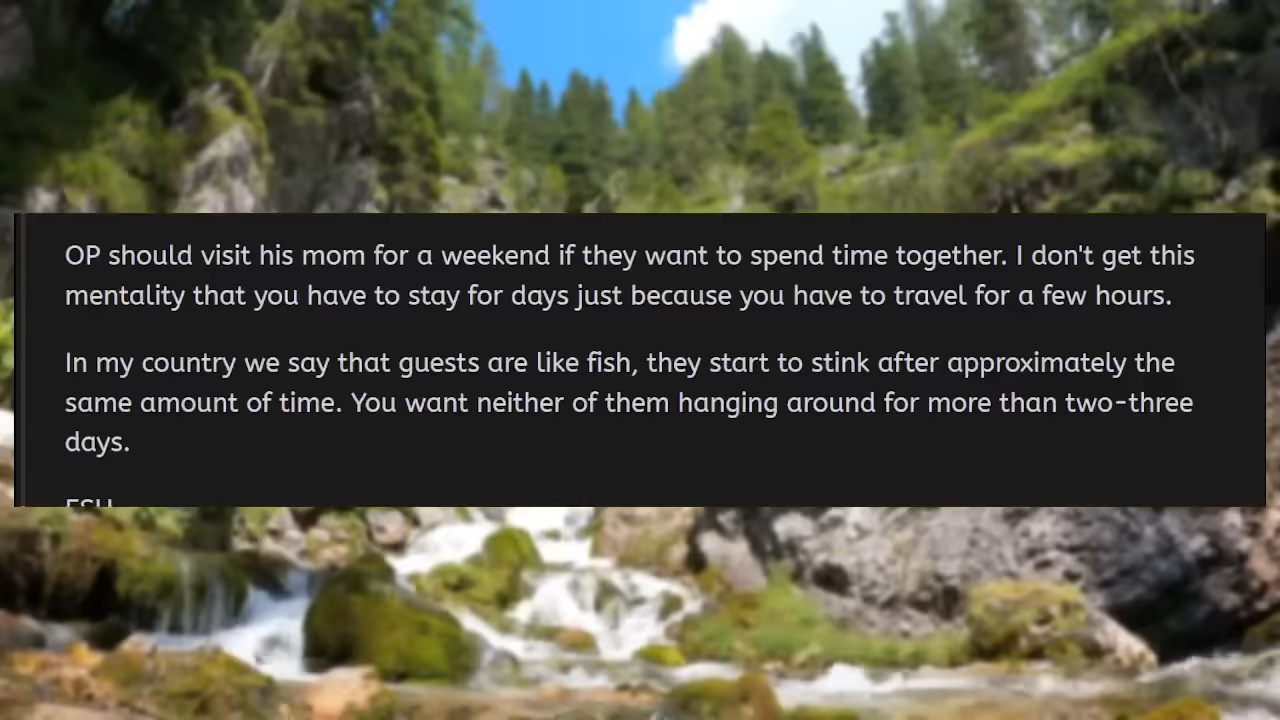 OP should visit his mom for a weekend if they want to spend time together. I don't get this
mentality that you have to stay for days just because you have to travel for a few hours.
In my country we say that guests are like fish, they start to stink after approximately the
same amount of time. You want neither of them hanging around for more than two-three
days.